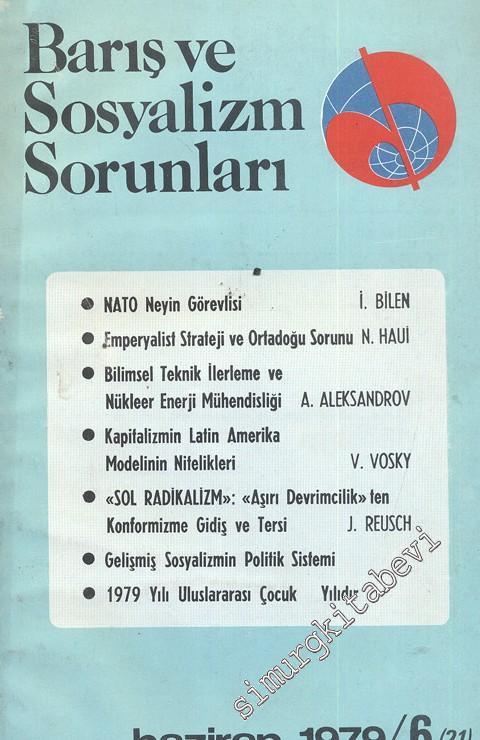 Barış ve
Sosyalizm
Sorunları
● NATO Neyin Görevlisi İ. BİLEN
● Emperyalist Strateji ve Ortadoğu Sorunu N. HAUİ
● Bilimsel Teknik İlerleme ve
Nükleer Enerji Mühendisliği A. ALEKSANDROV
● Kapitalizmin Latin Amerika
Modelinin Nitelikleri V. VOSKY
● «SOL RADİKALİZM»: «Aşırı Devrimcilik» ten
Konformizme Gidiş ve Tersi J. REUSCH
● Gelişmiş Sosyalizmin Politik Sistemi
● 1979 Yılı Uluslararası Çocuk Yılıdır
simurgkitabevi
haziran 1979/6 (21)